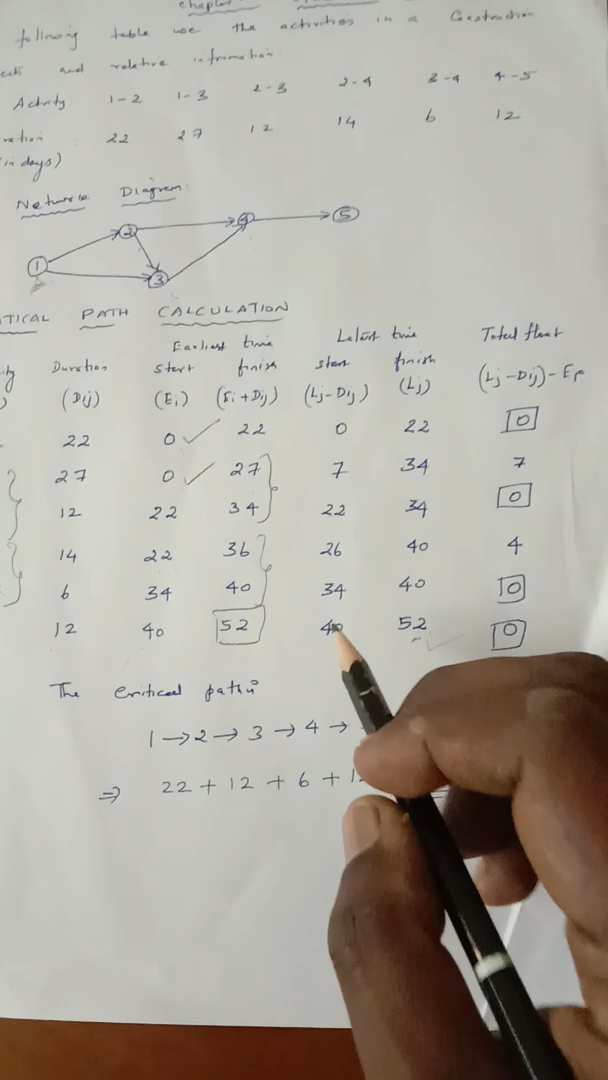 Chapter
following table use the activities in a Construction
and relative information
Activity 1-2 1-3 2-3 2-4 3-4 4-5
22 27 12 14 6 12
(in days)
Network Diagram:
2 4 5
1 3
PATH CALCULATION
Earliest time Latest time Total float
Duration start finish start finish
(Dij) (Ei) (Ei + Dij) (Lj - Dij) (Lj) (Lj - Dij) -
22 0 ✓ 22 0 22 0
27 0 ✓ 27 7 34 7
12 22 34 22 34 0
14 22 36 26 40 4
6 34 40 34 40 0
12 40 52 40 52 0
The critical path
1 → 2 → 3 → 4 →
⇒ 22 + 12 + 6 +